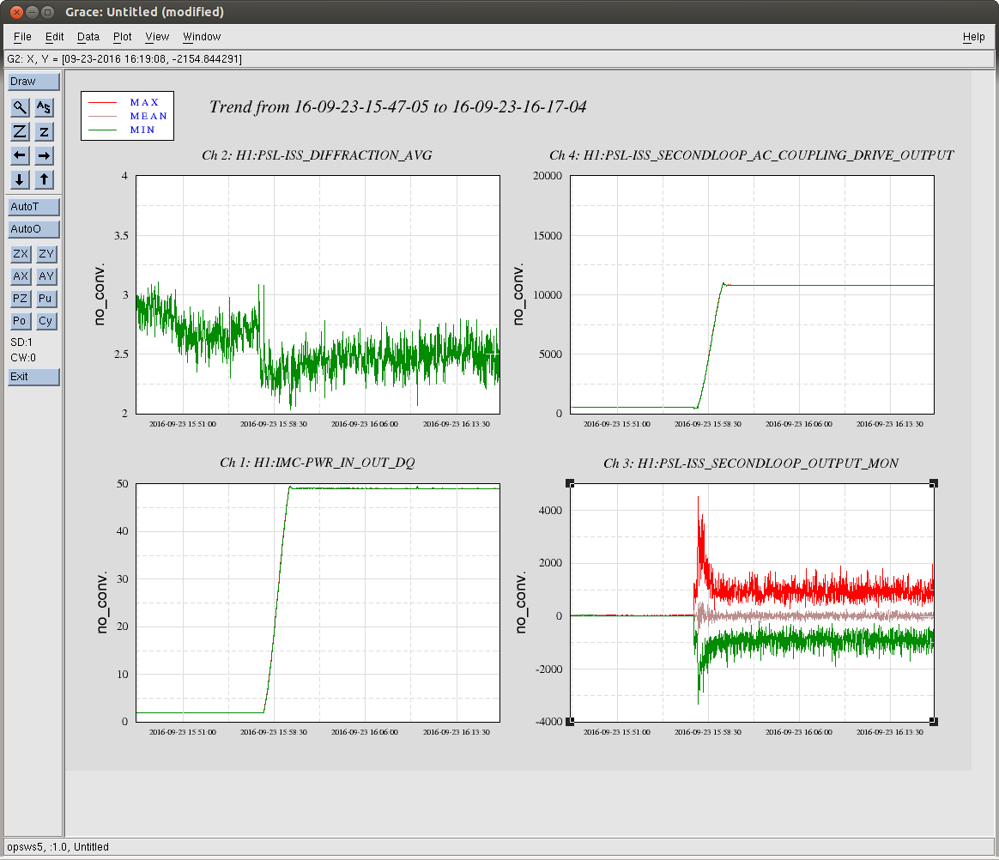 Grace: Untitled (modified)
File Edit Data Plot View Window Help
G2: X, Y = [09-23-2016 16:19:08, -2154.844291]
Draw
AS
Z z
AutoT
AutoO
ZX ZY
AX AY
PZ Pu
Po Cy
SD:1
CW:0
Exit
MAX
MEAN
MIN
Trend from 16-09-23-15-47-05 to 16-09-23-16-17-04
Ch 2: H1:PSL-ISS_DIFFRACTION_AVG
no_conv.
4
3.5
3
2.5
2
2016-09-23 15:51:00 2016-09-23 15:58:30 2016-09-23 16:06:00 2016-09-23 16:13:30
Ch 4: H1:PSL-ISS_SECONDLOOP_AC_COUPLING_DRIVE_OUTPUT
no_conv.
20000
15000
10000
5000
0
2016-09-23 15:51:00 2016-09-23 15:58:30 2016-09-23 16:06:00 2016-09-23 16:13:30
Ch 1: H1:IMC-PWR_IN_OUT_DQ
no_conv.
50
40
30
20
10
0
2016-09-23 15:51:00 2016-09-23 15:58:30 2016-09-23 16:06:00 2016-09-23 16:13:30
Ch 3: H1:PSL-ISS_SECONDLOOP_OUTPUT_MON
no_conv.
4000
2000
0
-2000
-4000
2016-09-23 15:51:00 2016-09-23 15:58:30 2016-09-23 16:06:00 2016-09-23 16:13:30
opsws5, :1.0, Untitled